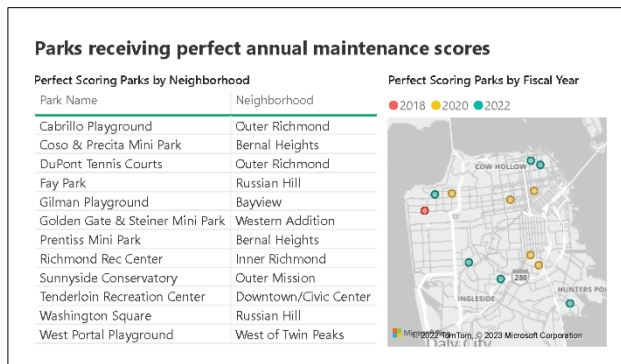 Parks receiving perfect annual maintenance scores
Perfect Scoring Parks by Neighborhood
Park Name Neighborhood
Cabrillo Playground Outer Richmond
Coso & Precita Mini Park Bernal Heights
DuPont Tennis Courts Outer Richmond
Fay Park Russian Hill
Gilman Playground Bayview
Golden Gate & Steiner Mini Park Western Addition
Prentiss Mini Park Bernal Heights
Richmond Rec Center Inner Richmond
Sunnyside Conservatory Outer Mission
Tenderloin Recreation Center Downtown/Civic Center
Washington Square Russian Hill
West Portal Playground West of Twin Peaks
Perfect Scoring Parks by Fiscal Year
2018 2020 2022
COW HOLLOW
280
HUNTERS PO
INGLESIDE
Daly City
© 2022 TomTom, © 2023 Microsoft Corporation